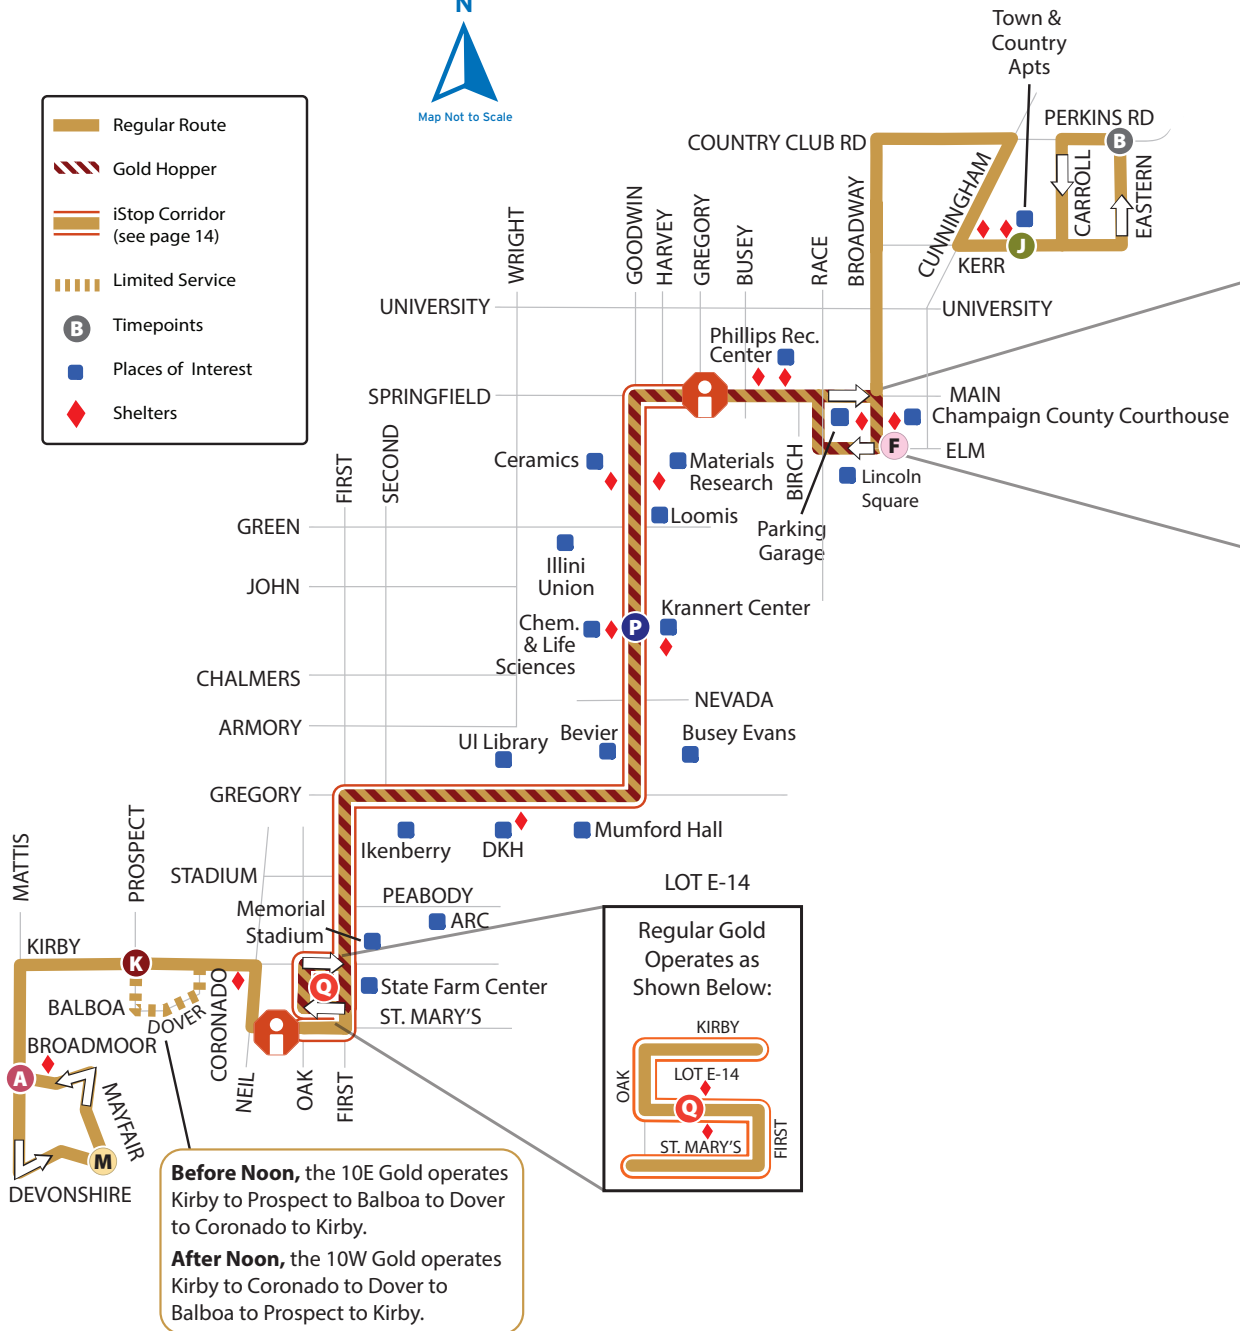 N
Map Not to Scale
Regular Route
Gold Hopper
iStop Corridor
(see page 14)
Limited Service
B
Timepoints
Places of Interest
Shelters
Town &
Country
Apts
PERKINS RD
COUNTRY CLUB RD
B
CARROLL
EASTERN
CUNNINGHAM
BROADWAY
J
KERR
WRIGHT
GOODWIN
HARVEY
GREGORY
BUSEY
RACE
UNIVERSITY
UNIVERSITY
Phillips Rec.
Center
SPRINGFIELD
MAIN
Champaign County Courthouse
F
ELM
BIRCH
Lincoln
Square
Parking
Garage
FIRST
SECOND
Ceramics
Materials
Research
Loomis
GREEN
Illini
Union
JOHN
Chem.
& Life
Sciences
P
Krannert Center
CHALMERS
NEVADA
ARMORY
UI Library
Bevier
Busey Evans
GREGORY
Ikenberry
DKH
Mumford Hall
MATTIS
PROSPECT
STADIUM
PEABODY
Memorial
Stadium
ARC
KIRBY
K
Q
State Farm Center
ST. MARY'S
BALBOA
DOVER
CORONADO
BROADMOOR
A
MAYFAIR
M
DEVONSHIRE
NEIL
OAK
FIRST
LOT E-14
Regular Gold
Operates as
Shown Below:
KIRBY
OAK
LOT E-14
Q
ST. MARY'S
FIRST
Before Noon, the 10E Gold operates
Kirby to Prospect to Balboa to Dover
to Coronado to Kirby.
After Noon, the 10W Gold operates
Kirby to Coronado to Dover to
Balboa to Prospect to Kirby.